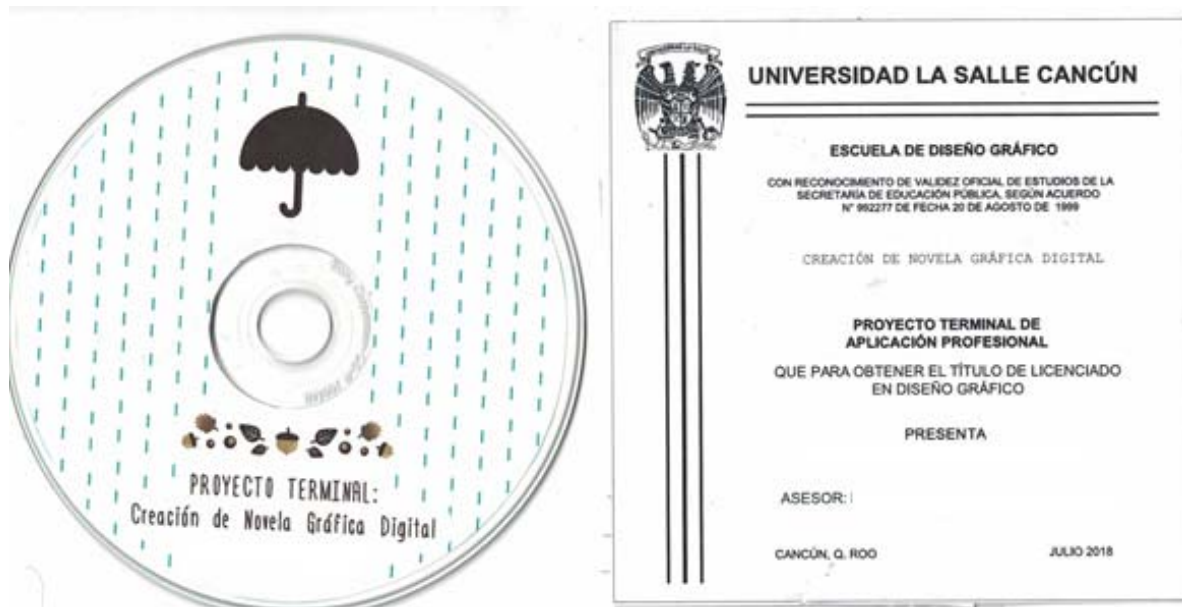 PROYECTO TERMINAL:
Creación de Novela Gráfica Digital
UNIVERSIDAD LA SALLE CANCÚN
ESCUELA DE DISEÑO GRÁFICO
CON RECONOCIMIENTO DE VALIDEZ OFICIAL DE ESTUDIOS DE LA
SECRETARÍA DE EDUCACIÓN PÚBLICA, SEGÚN ACUERDO
N° 992277 DE FECHA 20 DE AGOSTO DE 1999
CREACIÓN DE NOVELA GRÁFICA DIGITAL
PROYECTO TERMINAL DE
APLICACIÓN PROFESIONAL
QUE PARA OBTENER EL TÍTULO DE LICENCIADO
EN DISEÑO GRÁFICO
PRESENTA
ASESOR:
CANCÚN, Q. ROO
JULIO 2018